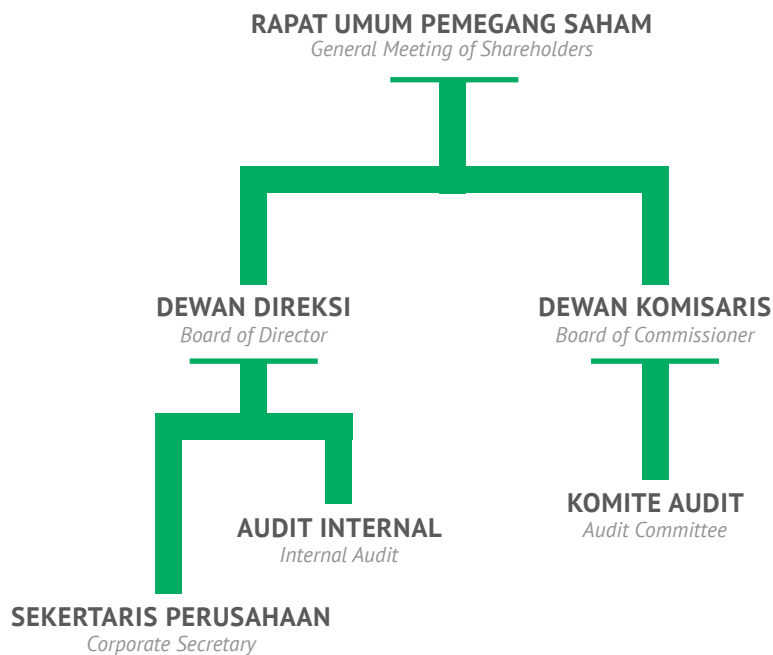 RAPAT UMUM PEMEGANG SAHAM
General Meeting of Shareholders
DEWAN DIREKSI
Board of Director
DEWAN KOMISARIS
Board of Commissioner
AUDIT INTERNAL
Internal Audit
KOMITE AUDIT
Audit Committee
SEKERTARIS PERUSAHAAN
Corporate Secretary